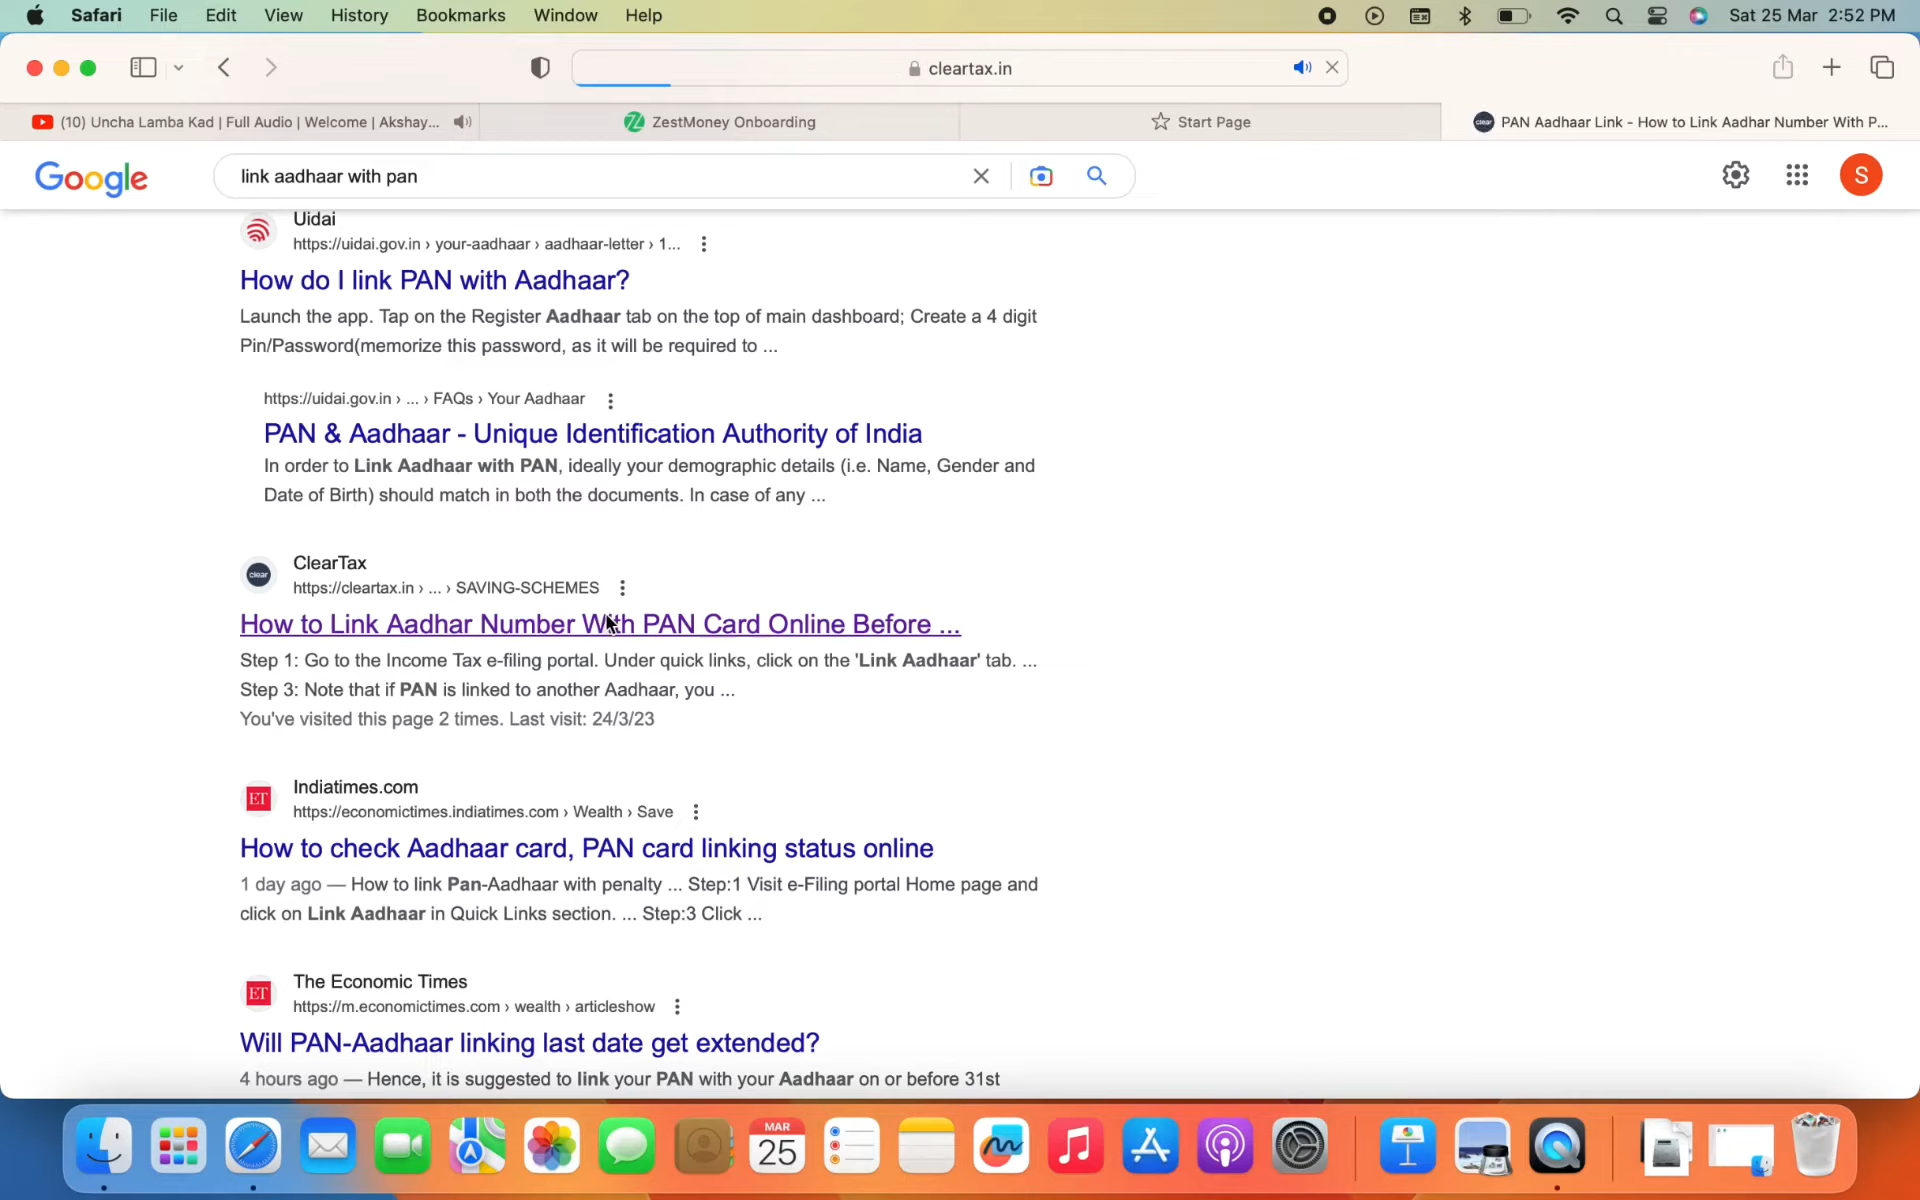 Safari File Edit View History Bookmarks Window Help Sat 25 Mar 2:52 PM
cleartax.in
(10) Uncha Lamba Kad | Full Audio | Welcome | Akshay...
ZestMoney Onboarding
Start Page
clear PAN Aadhaar Link - How to Link Aadhar Number With P...
Google
link aadhaar with pan
S
Uidai
https://uidai.gov.in › your-aadhaar › aadhaar-letter › 1...
How do I link PAN with Aadhaar?
Launch the app. Tap on the Register Aadhaar tab on the top of main dashboard; Create a 4 digit
Pin/Password(memorize this password, as it will be required to ...
https://uidai.gov.in › ... › FAQs › Your Aadhaar
PAN & Aadhaar - Unique Identification Authority of India
In order to Link Aadhaar with PAN, ideally your demographic details (i.e. Name, Gender and
Date of Birth) should match in both the documents. In case of any ...
clear
ClearTax
https://cleartax.in › ... › SAVING-SCHEMES
How to Link Aadhar Number With PAN Card Online Before ...
Step 1: Go to the Income Tax e-filing portal. Under quick links, click on the 'Link Aadhaar' tab. ...
Step 3: Note that if PAN is linked to another Aadhaar, you ...
You've visited this page 2 times. Last visit: 24/3/23
ET
Indiatimes.com
https://economictimes.indiatimes.com › Wealth › Save
How to check Aadhaar card, PAN card linking status online
1 day ago — How to link Pan-Aadhaar with penalty ... Step:1 Visit e-Filing portal Home page and
click on Link Aadhaar in Quick Links section. ... Step:3 Click ...
ET
The Economic Times
https://m.economictimes.com › wealth › articleshow
Will PAN-Aadhaar linking last date get extended?
4 hours ago — Hence, it is suggested to link your PAN with your Aadhaar on or before 31st
MAR
25